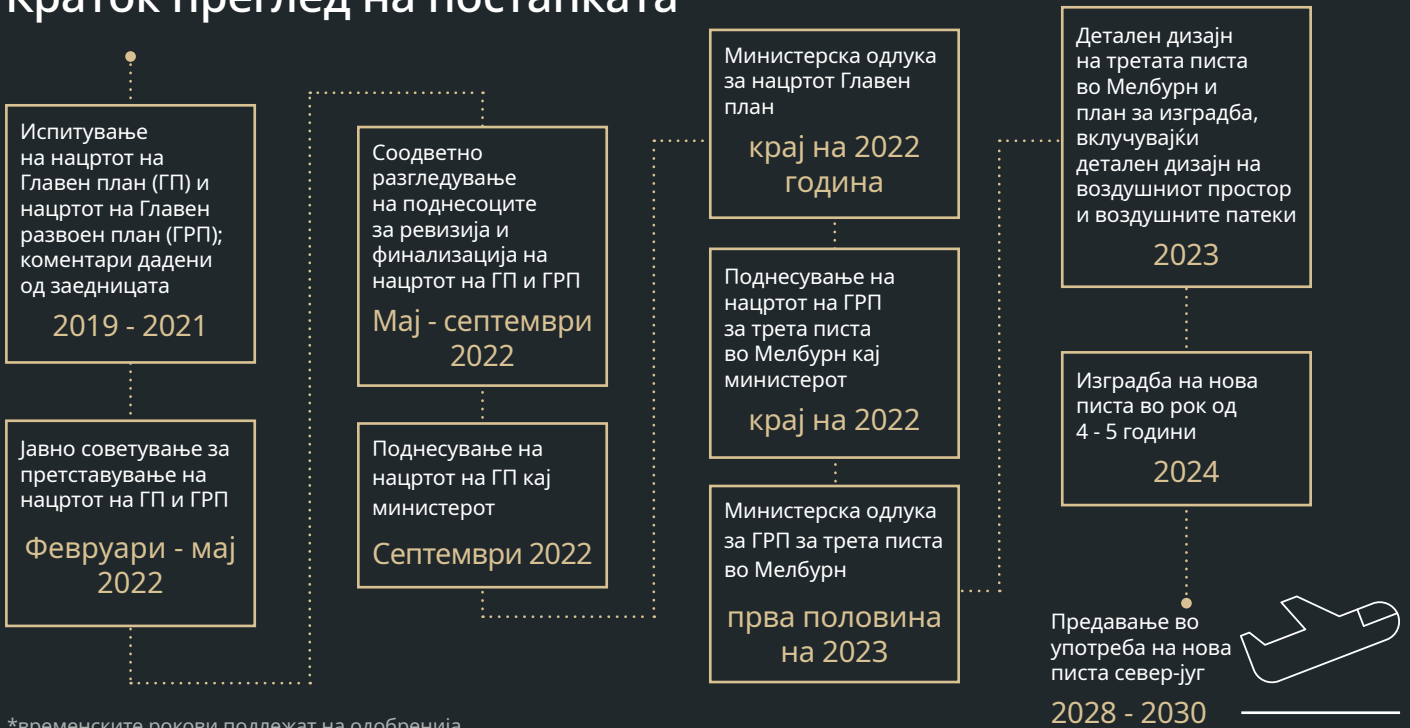 Краток преглед на постапката
Испитување
на нацртот на
Главен план (ГП) и
нацртот на Главен
развоен план (ГРП);
коментари дадени
од заедницата
2019 - 2021
Јавно советување за
претставување на
нацртот на ГП и ГРП
Февруари - мај
2022
Соодветно
разгледување
на поднесоците
за ревизија и
финализација на
нацртот на ГП и ГРП
Мај - септември
2022
Поднесување на
нацртот на ГП кај
министерот
Септември 2022
Министерска одлука
за нацртот Главен
план
крај на 2022
година
Поднесување на
нацртот на ГРП
за трета писта
во Мелбурн кај
министерот
крај на 2022
Министерска одлука
за ГРП за трета писта
во Мелбурн
прва половина
на 2023
Детален дизајн
на третата писта
во Мелбурн и
план за изградба,
вклучувајќи
детален дизајн на
воздушниот простор
и воздушните патеки
2023
Изградба на нова
писта во рок од
4 - 5 години
2024
Предавање во
употреба на нова
писта север-југ
2028 - 2030
*временските рокови подлежат на одобренија